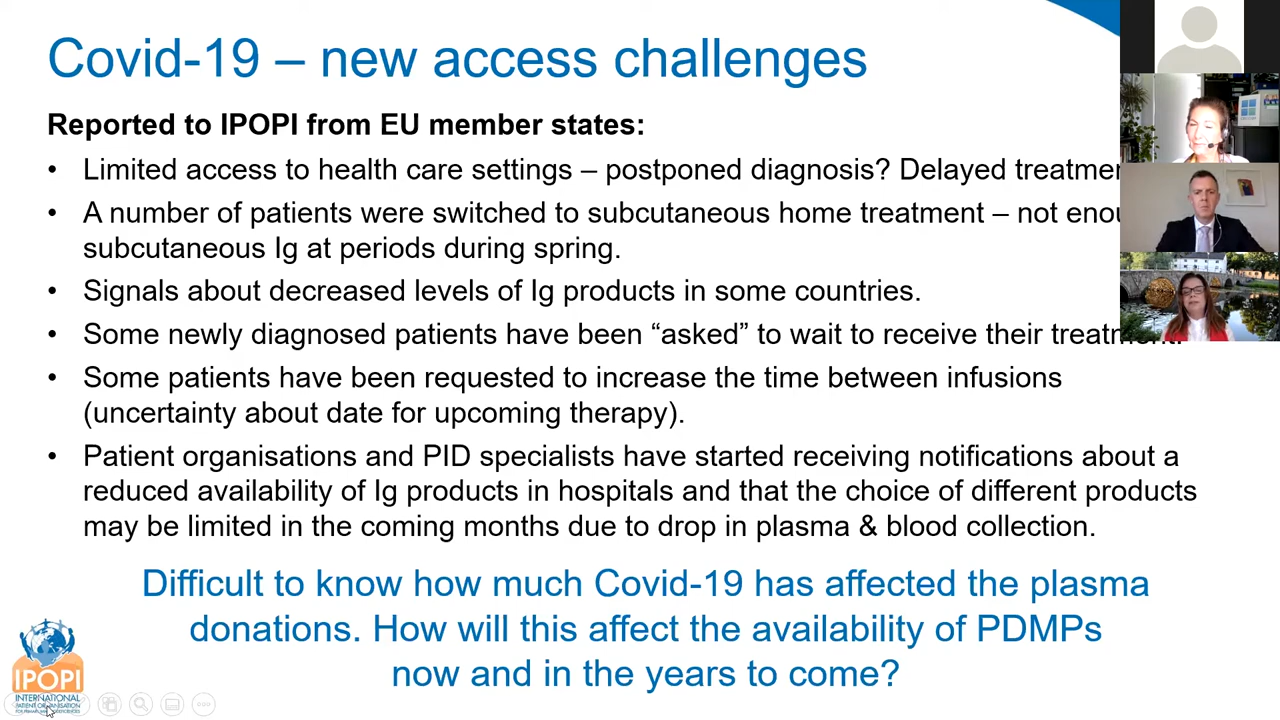 Covid-19 – new access challenges
Reported to IPOPI from EU member states:
• Limited access to health care settings – postponed diagnosis? Delayed
• A number of patients were switched to subcutaneous home treatment – not
subcutaneous Ig at periods during spring.
• Signals about decreased levels of Ig products in some countries.
• Some newly diagnosed patients have been “asked” to wait to receive their treatment.
• Some patients have been requested to increase the time between infusions
(uncertainty about date for upcoming therapy).
• Patient organisations and PID specialists have started receiving notifications about a
reduced availability of Ig products in hospitals and that the choice of different products
may be limited in the coming months due to drop in plasma & blood collection.
Difficult to know how much Covid-19 has affected the plasma
donations. How will this affect the availability of PDMPs
now and in the years to come?
IPOPI
INTERNATIONAL
PATIENT ORGANISATION